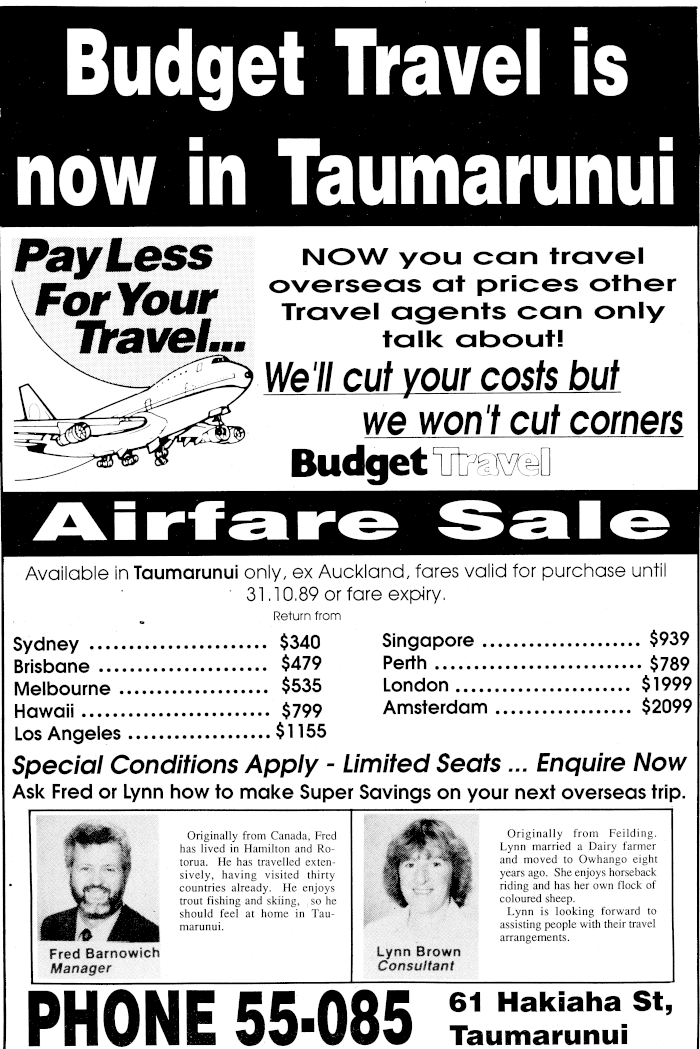 Budget Travel is
now in Taumarunui
Pay Less
For Your
Travel...
NOW you can travel
overseas at prices other
Travel agents can only
talk about!
We'll cut your costs but
we won't cut corners
Budget Travel
Airfare Sale
Available in Taumarunui only, ex Auckland, fares valid for purchase until
31.10.89 or fare expiry.
Return from
Sydney ........................ $340
Brisbane ....................... $479
Melbourne .................... $535
Hawaii ......................... $799
Los Angeles ................... $1155
Singapore ..................... $939
Perth ............................ $789
London ........................ $1999
Amsterdam .................. $2099
Special Conditions Apply - Limited Seats ... Enquire Now
Ask Fred or Lynn how to make Super Savings on your next overseas trip.
Originally from Canada, Fred
has lived in Hamilton and Ro-
torua. He has travelled exten-
sively, having visited thirty
countries already. He enjoys
trout fishing and skiing, so he
should feel at home in Tau-
marunui.
Fred Barnowich
Manager
Originally from Feilding.
Lynn married a Dairy farmer
and moved to Owhango eight
years ago. She enjoys horseback
riding and has her own flock of
coloured sheep.
Lynn is looking forward to
assisting people with their travel
arrangements.
Lynn Brown
Consultant
PHONE 55-085
61 Hakiaha St,
Taumarunui